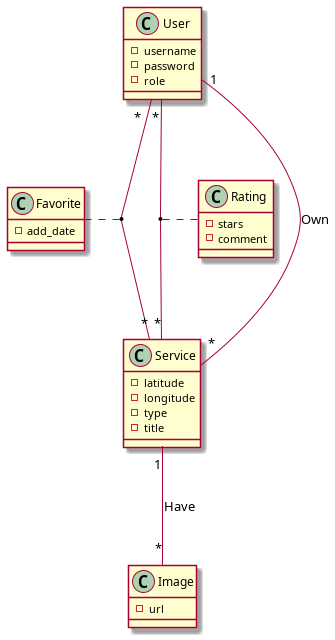 C User
username
password
role
* *
1
C Favorite
add_date
C Rating
stars
comment
Own
* *
*
C Service
latitude
longitude
type
title
1
Have
*
C Image
url